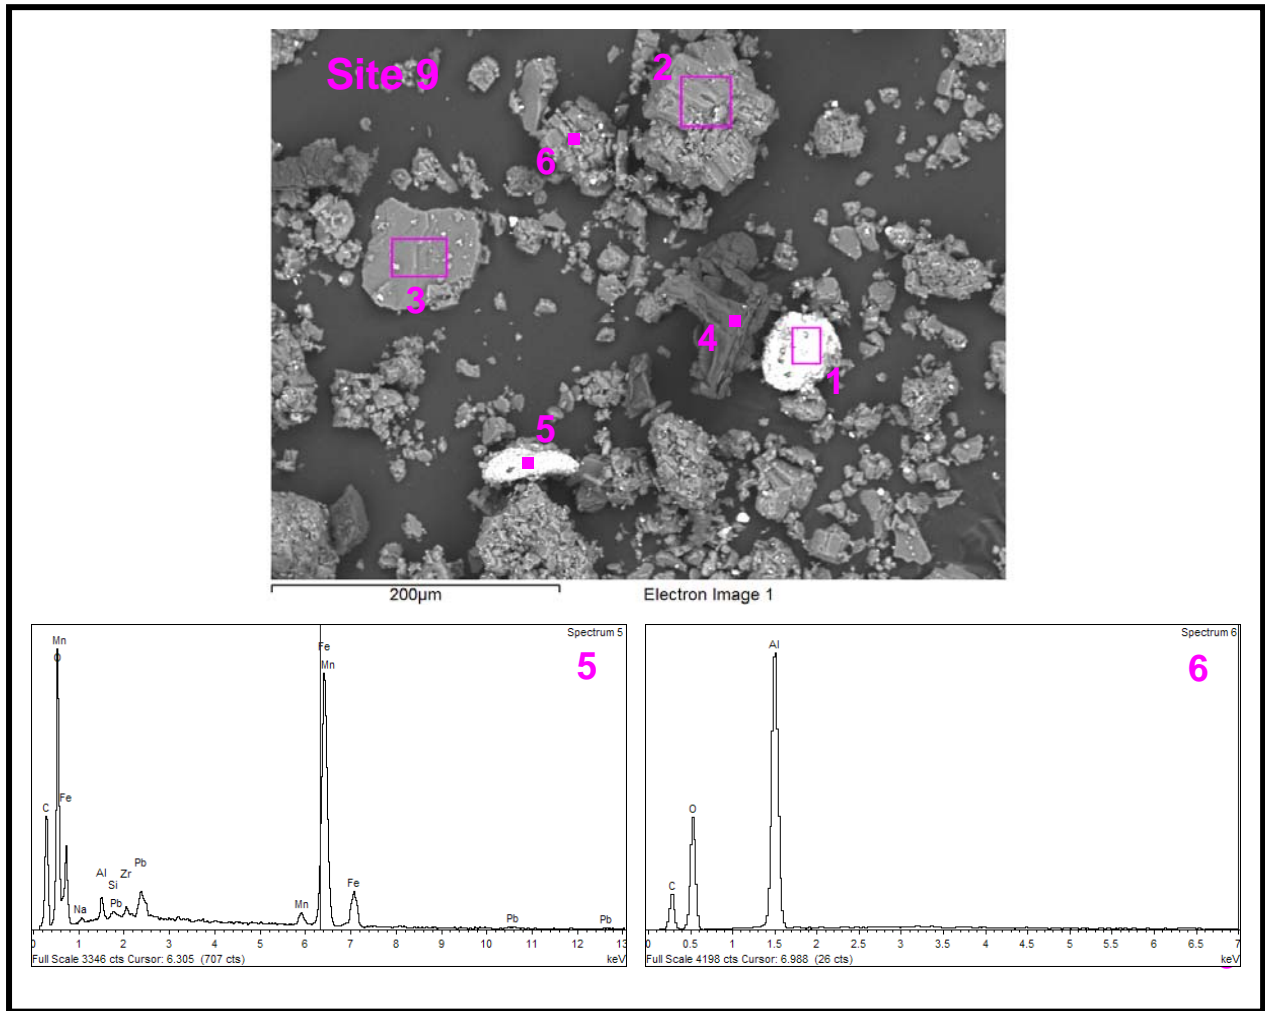 Site 9
2
6
3
4
1
5
200µm
Electron Image 1
Spectrum 5
5
Mn
O
C
Fe
Na
Al
Si
Pb
Zr
Pb
Mn
Fe
Mn
Fe
Pb
Pb
0 1 2 3 4 5 6 7 8 9 10 11 12 13
Full Scale 3346 cts Cursor: 6.305 (707 cts)
keV
Spectrum 6
6
Al
O
C
0 0.5 1 1.5 2 2.5 3 3.5 4 4.5 5 5.5 6 6.5 7
Full Scale 4198 cts Cursor: 6.988 (26 cts)
keV